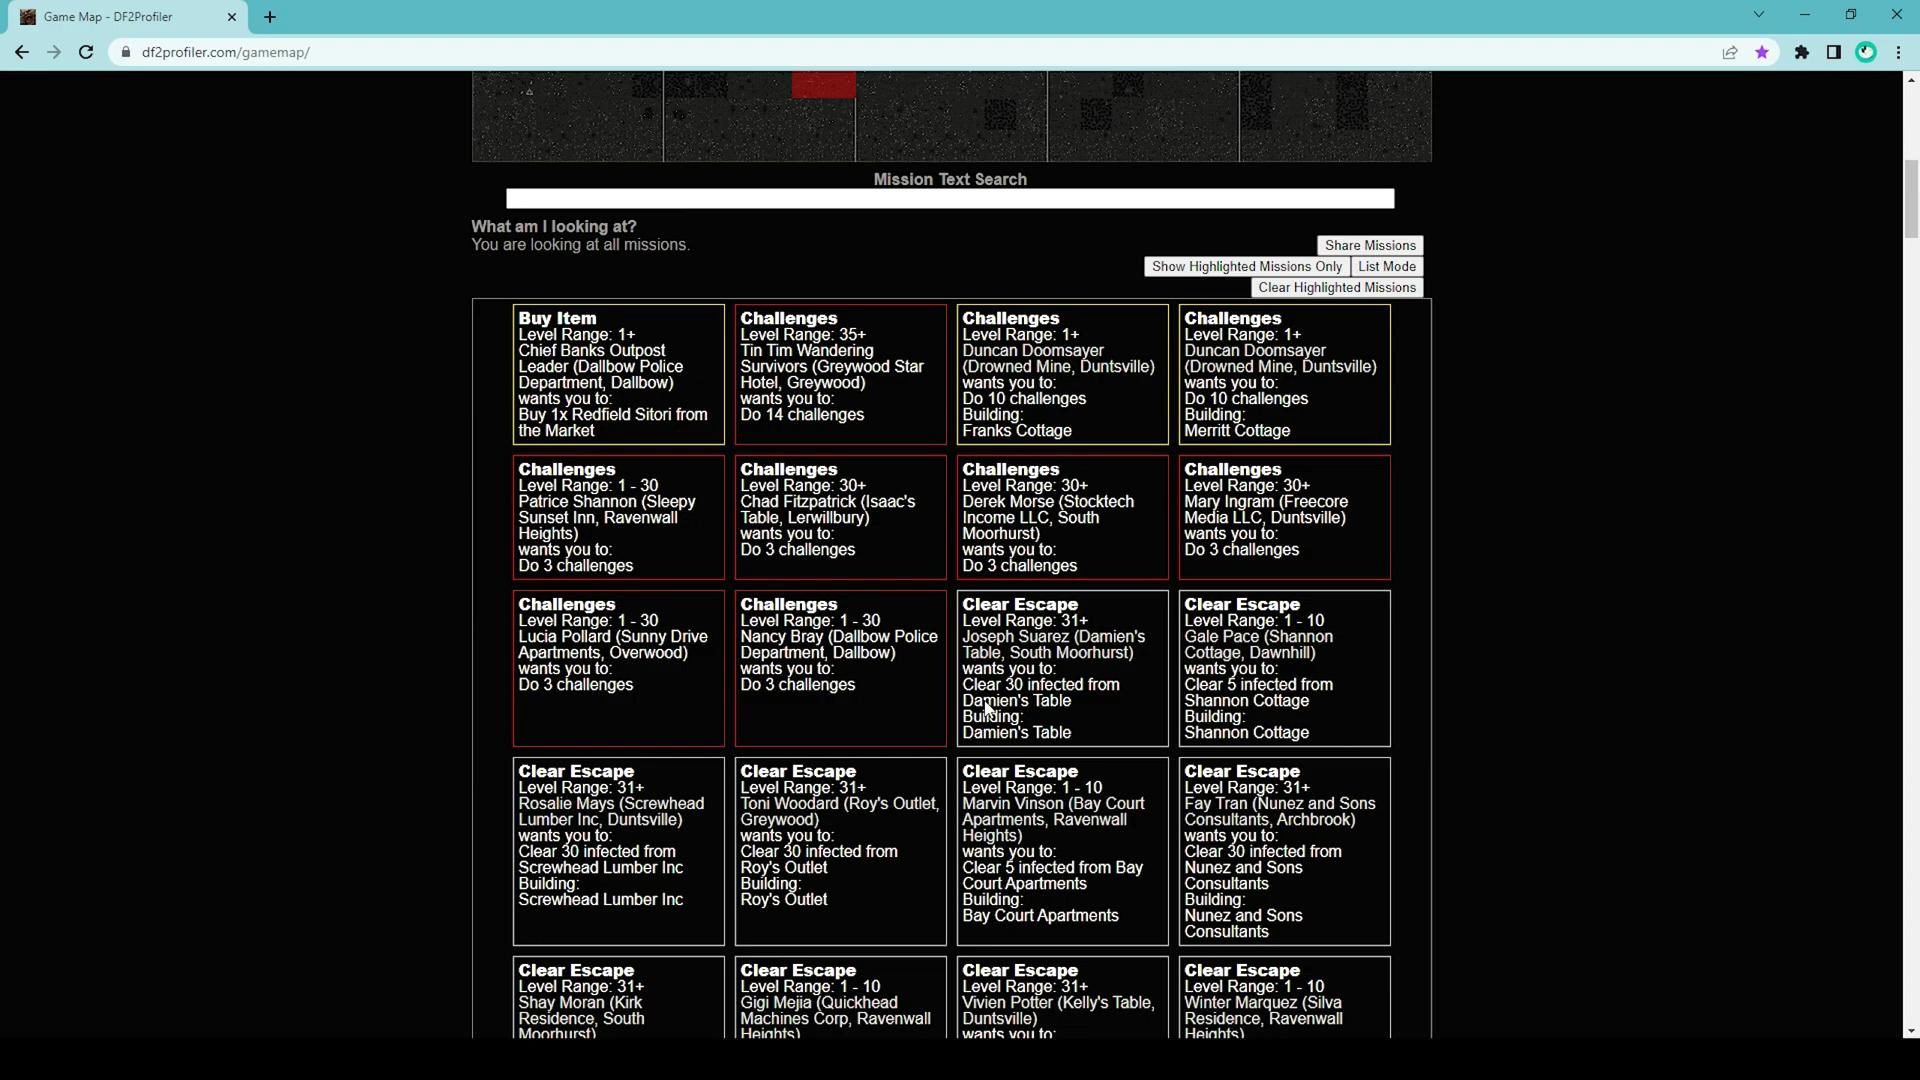 Game Map - DF2Profiler
df2profiler.com/gamemap/
Mission Text Search
What am I looking at?
You are looking at all missions.
Share Missions
Show Highlighted Missions Only
List Mode
Clear Highlighted Missions
Buy Item
Level Range: 1+
Chief Banks Outpost
Leader (Dallbow Police
Department, Dallbow)
wants you to:
Buy 1x Redfield Sitori from
the Market
Challenges
Level Range: 35+
Tin Tim Wandering
Survivors (Greywood Star
Hotel, Greywood)
wants you to:
Do 14 challenges
Challenges
Level Range: 1+
Duncan Doomsayer
(Drowned Mine, Duntsville)
wants you to:
Do 10 challenges
Building:
Franks Cottage
Challenges
Level Range: 1+
Duncan Doomsayer
(Drowned Mine, Duntsville)
wants you to:
Do 10 challenges
Building:
Merritt Cottage
Challenges
Level Range: 1 - 30
Patrice Shannon (Sleepy
Sunset Inn, Ravenwall
Heights)
wants you to:
Do 3 challenges
Challenges
Level Range: 30+
Chad Fitzpatrick (Isaac's
Table, Lerwillbury)
wants you to:
Do 3 challenges
Challenges
Level Range: 30+
Derek Morse (Stocktech
Income LLC, South
Moorhurst)
wants you to:
Do 3 challenges
Challenges
Level Range: 30+
Mary Ingram (Freecore
Media LLC, Duntsville)
wants you to:
Do 3 challenges
Challenges
Level Range: 1 - 30
Lucia Pollard (Sunny Drive
Apartments, Overwood)
wants you to:
Do 3 challenges
Challenges
Level Range: 1 - 30
Nancy Bray (Dallbow Police
Department, Dallbow)
wants you to:
Do 3 challenges
Clear Escape
Level Range: 31+
Joseph Suarez (Damien's
Table, South Moorhurst)
wants you to:
Clear 30 infected from
Damien's Table
Building:
Damien's Table
Clear Escape
Level Range: 1 - 10
Gale Pace (Shannon
Cottage, Dawnhill)
wants you to:
Clear 5 infected from
Shannon Cottage
Building:
Shannon Cottage
Clear Escape
Level Range: 31+
Rosalie Mays (Screwhead
Lumber Inc, Duntsville)
wants you to:
Clear 30 infected from
Screwhead Lumber Inc
Building:
Screwhead Lumber Inc
Clear Escape
Level Range: 31+
Toni Woodard (Roy's Outlet,
Greywood)
wants you to:
Clear 30 infected from
Roy's Outlet
Building:
Roy's Outlet
Clear Escape
Level Range: 1 - 10
Marvin Vinson (Bay Court
Apartments, Ravenwall
Heights)
wants you to:
Clear 5 infected from Bay
Court Apartments
Building:
Bay Court Apartments
Clear Escape
Level Range: 31+
Fay Tran (Nunez and Sons
Consultants, Archbrook)
wants you to:
Clear 30 infected from
Nunez and Sons
Consultants
Building:
Nunez and Sons
Consultants
Clear Escape
Level Range: 31+
Shay Moran (Kirk
Residence, South
Moorhurst)
Clear Escape
Level Range: 1 - 10
Gigi Mejia (Quickhead
Machines Corp, Ravenwall
Heights)
Clear Escape
Level Range: 31+
Vivien Potter (Kelly's Table,
Duntsville)
wants you to:
Clear Escape
Level Range: 1 - 10
Winter Marquez (Silva
Residence, Ravenwall
Heights)